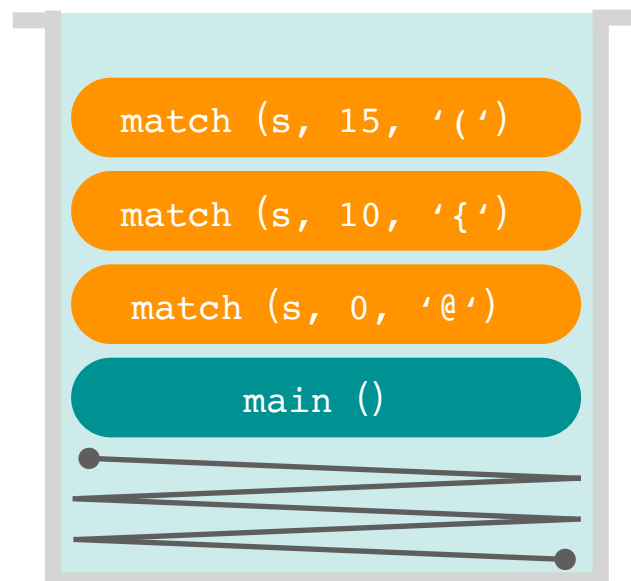 match (s, 15, ‘(‘)
match (s, 10, ‘{‘)
match (s, 0, ‘@‘)
main ()